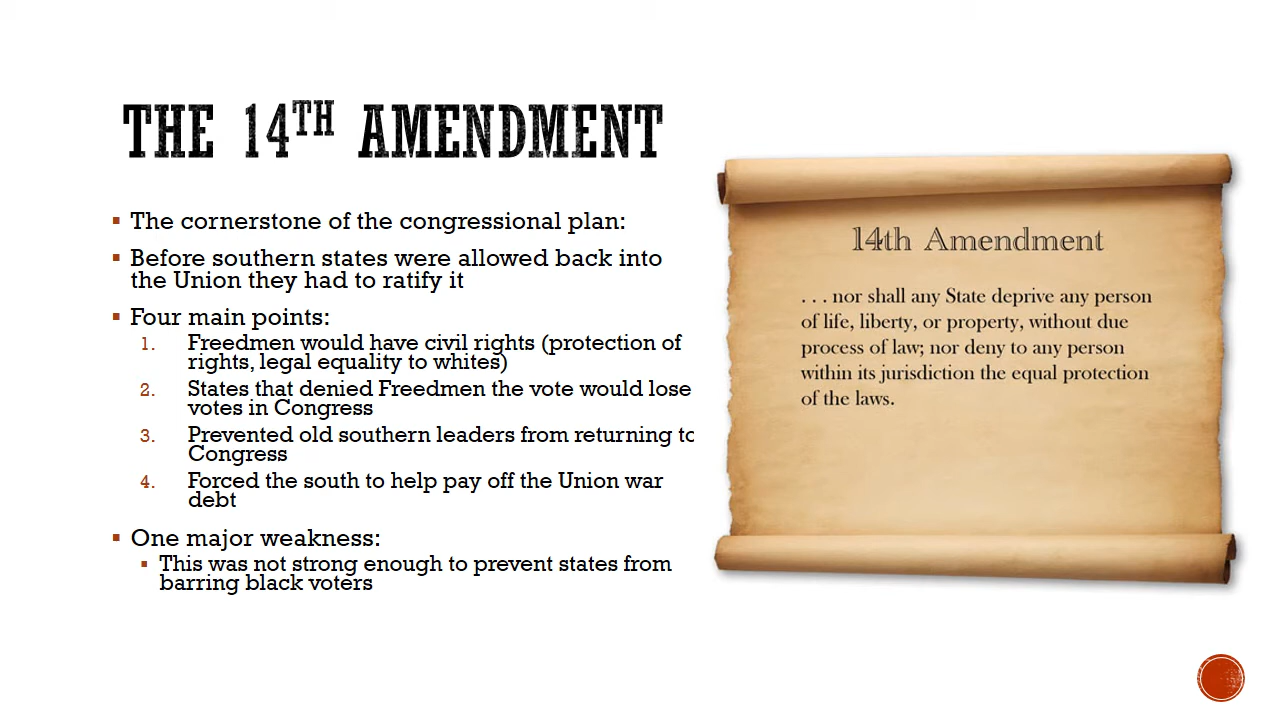 THE 14TH AMENDMENT
▪ The cornerstone of the congressional plan:
▪ Before southern states were allowed back into
the Union they had to ratify it
▪ Four main points:
1. Freedmen would have civil rights (protection of
rights, legal equality to whites)
2. States that denied Freedmen the vote would lose
votes in Congress
3. Prevented old southern leaders from returning to
Congress
4. Forced the south to help pay off the Union war
debt
▪ One major weakness:
▪ This was not strong enough to prevent states from
barring black voters
14th Amendment
. . . nor shall any State deprive any person
of life, liberty, or property, without due
process of law; nor deny to any person
within its jurisdiction the equal protection
of the laws.